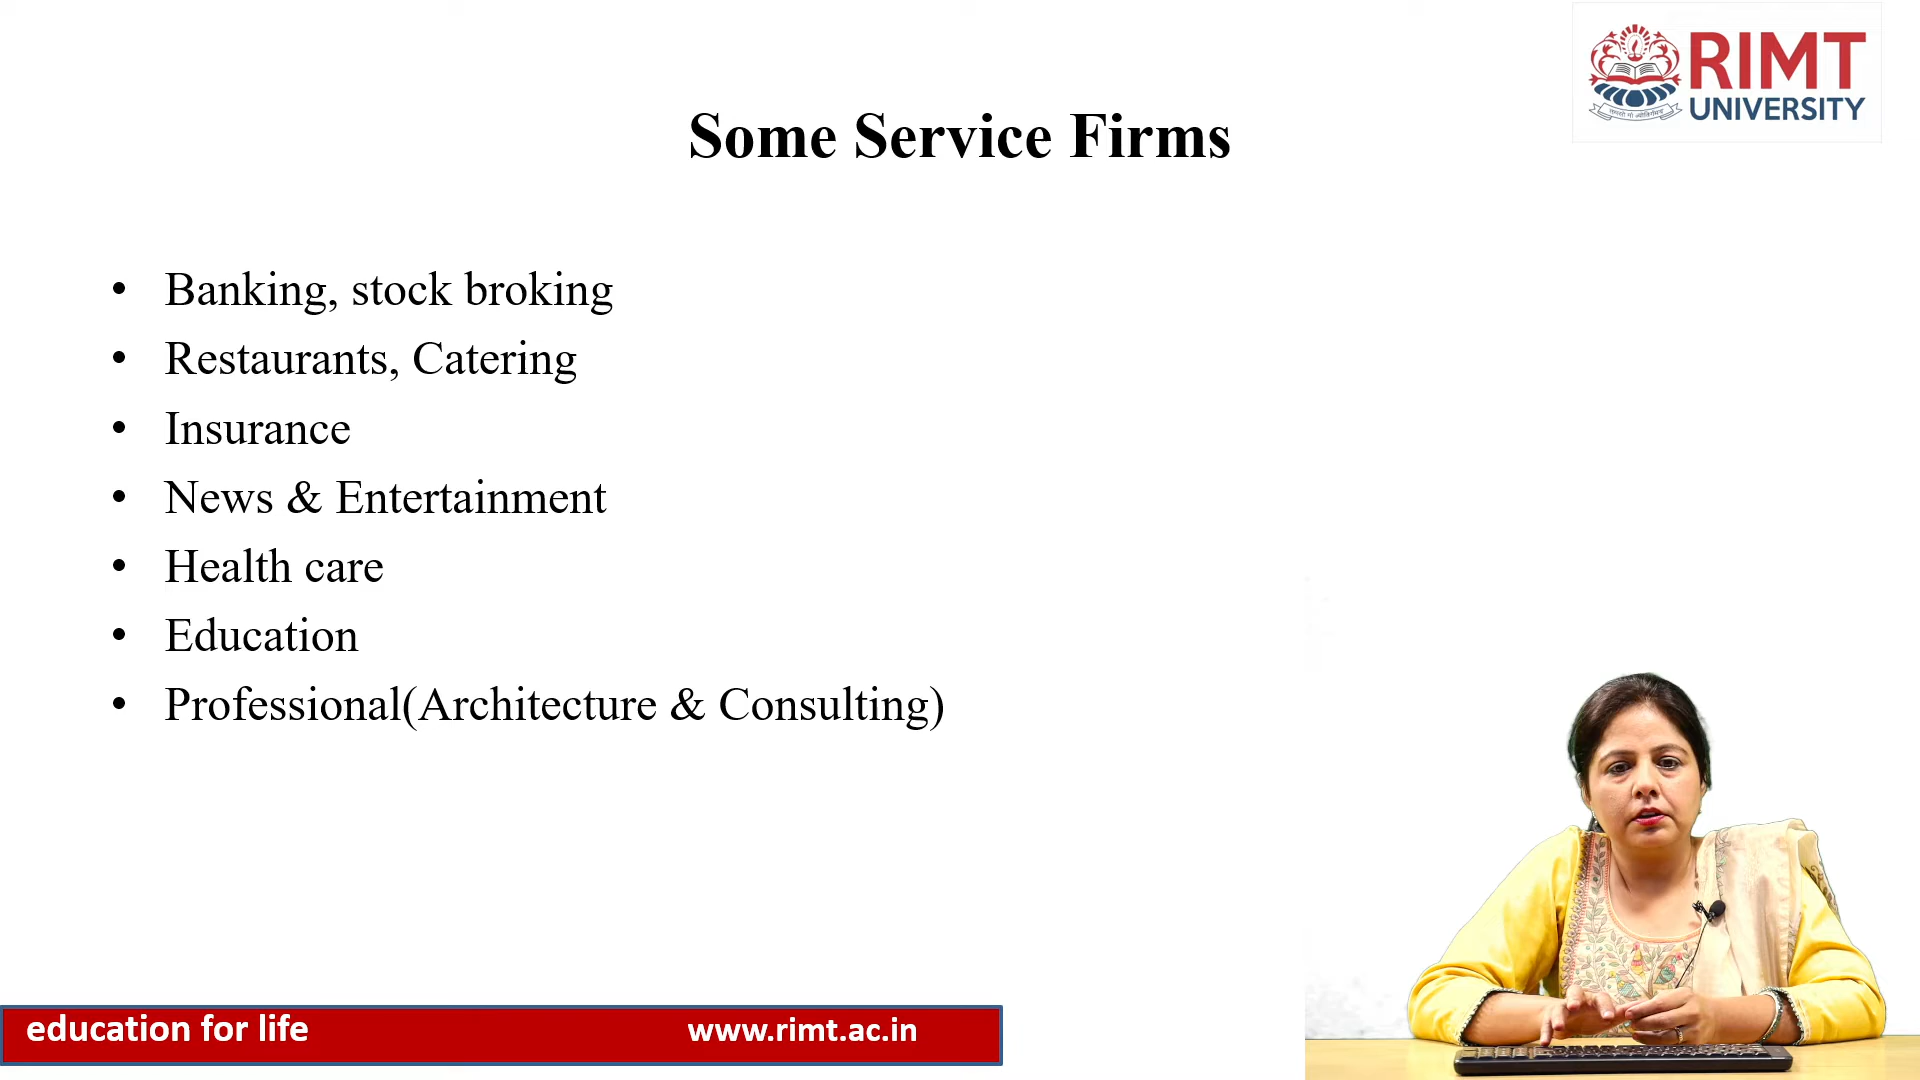 RIMT
UNIVERSITY
Some Service Firms
• Banking, stock broking
• Restaurants, Catering
• Insurance
• News & Entertainment
• Health care
• Education
• Professional(Architecture & Consulting)
education for life
www.rimt.ac.in